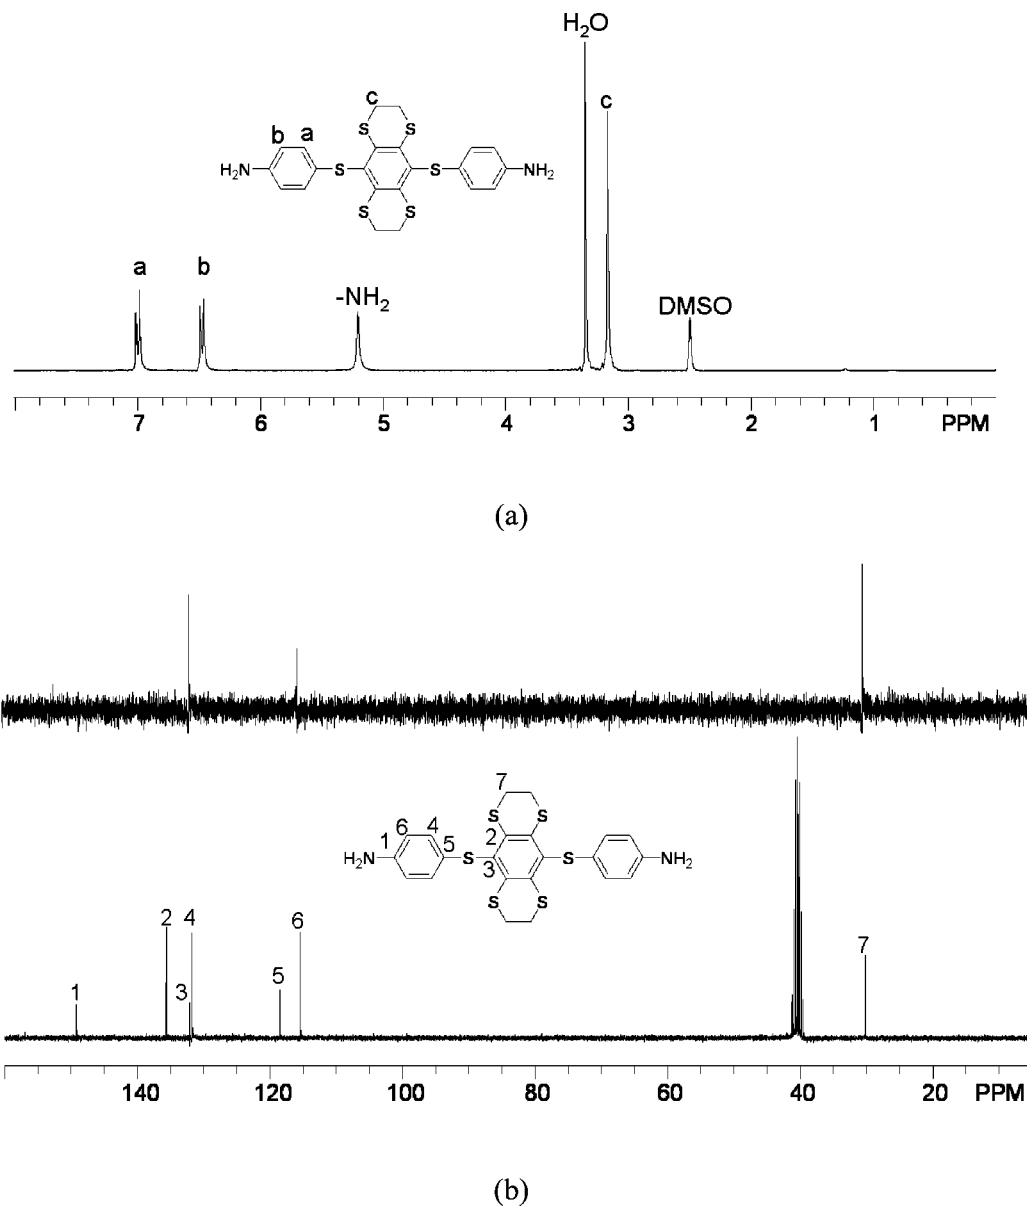 H₂O
c
c
S S
b a
H₂N S S NH₂
S S
a
b
-NH₂
DMSO
7 6 5 4 3 2 1 PPM
(a)
7
S S
6 4 2
1 5
H₂N S S NH₂
3
S S
2 4 6
7
5
1 3
140 120 100 80 60 40 20 PPM
(b)